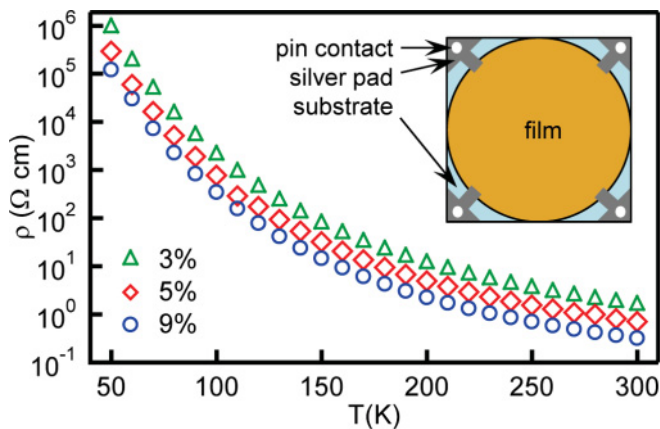 10^6
10^5
10^4
10^3
10^2
10^1
10^0
10^-1
ρ (Ω cm)
pin contact
silver pad
substrate
film
3%
5%
9%
50
100
150
200
250
300
T(K)